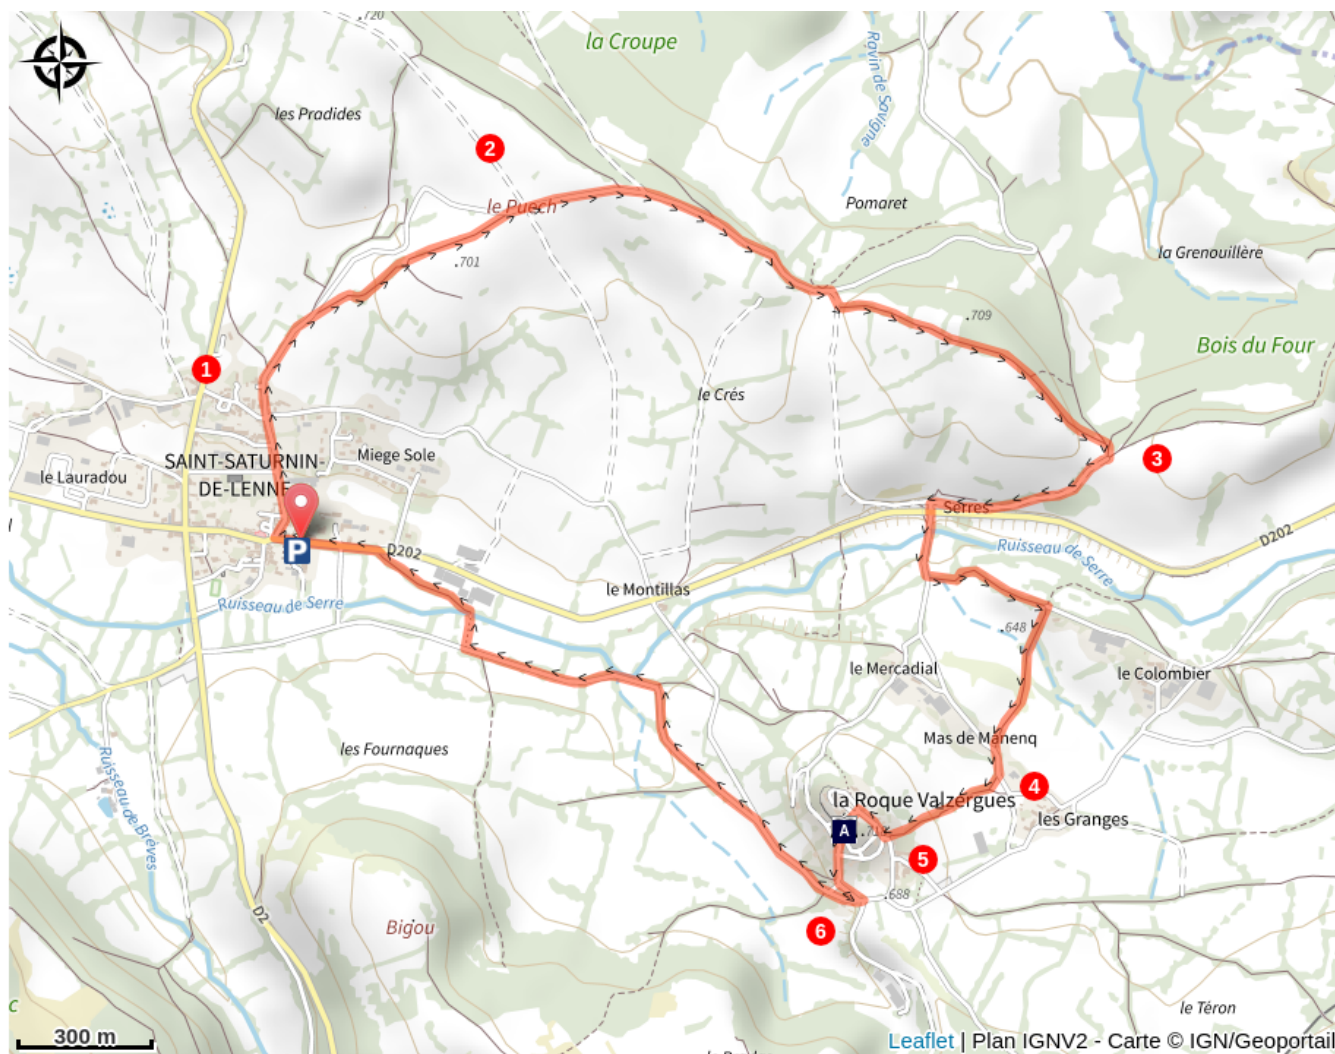 .720
la Croupe
les Pradides
Ravin de Savigne
2
Pomaret
le Puech
la Grenouillère
.701
.709
Bois du Four
1
le Crés
Miege Sole
SAINT-SATURNIN-
DE-LENNE
le Lauradou
3
Serres
D202
P
D202
Ruisseau de Serre
le Montillas
Ruisseau de Serre
.648
le Mercadial
le Colombier
Mas de Manenq
les Fournaques
Ruisseau de Brèves
4
la Roque Valzergues
les Granges
A
5
.688
D2
Bigou
6
le Téron
300 m
Leaflet | Plan IGNV2 - Carte © IGN/Geoportail